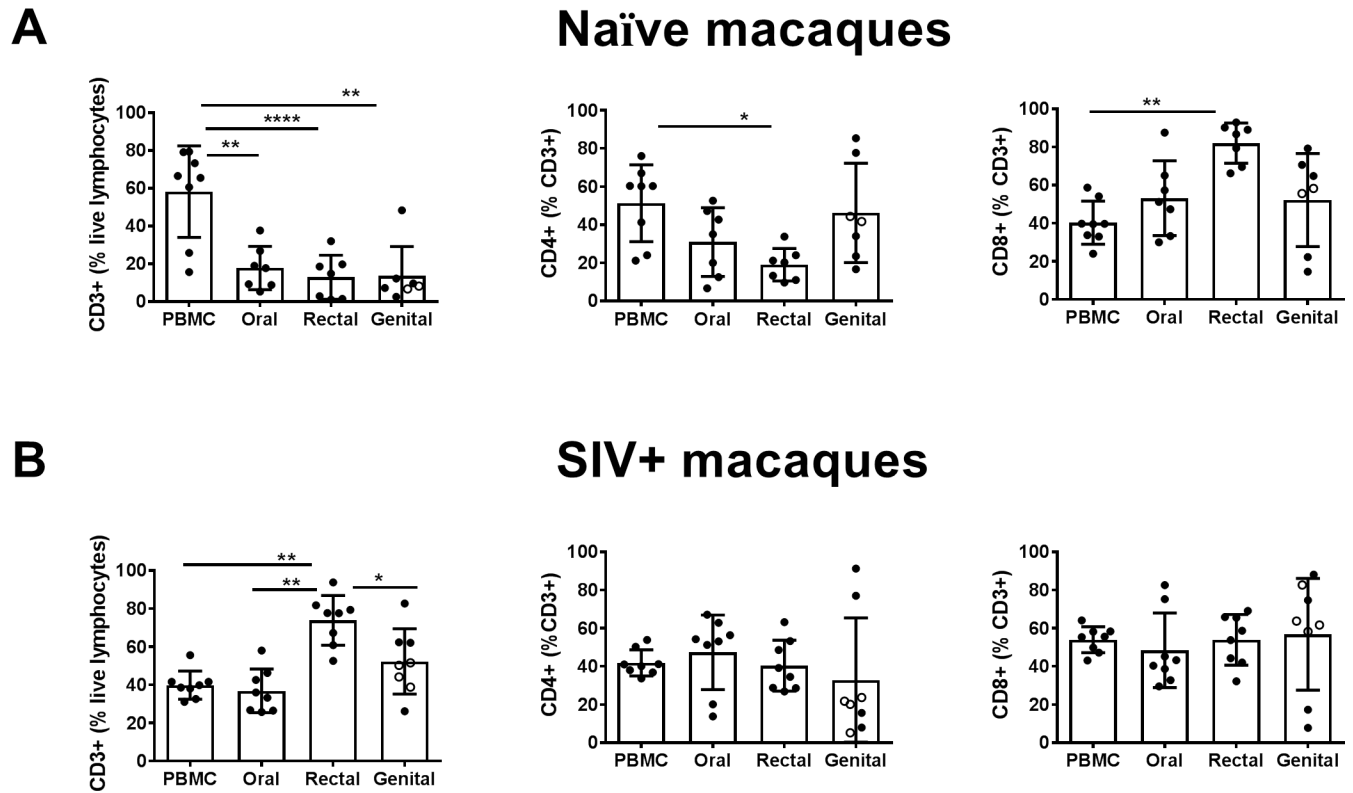 A
Naïve macaques
CD3+ (% live lymphocytes)
100
80
60
40
20
0
**
****
**
PBMC Oral Rectal Genital
CD4+ (% CD3+)
100
80
60
40
20
0
*
PBMC Oral Rectal Genital
CD8+ (% CD3+)
100
80
60
40
20
0
**
PBMC Oral Rectal Genital
B
SIV+ macaques
CD3+ (% live lymphocytes)
100
80
60
40
20
0
**
**
*
PBMC Oral Rectal Genital
CD4+ (% CD3+)
100
80
60
40
20
0
PBMC Oral Rectal Genital
CD8+ (% CD3+)
100
80
60
40
20
0
PBMC Oral Rectal Genital